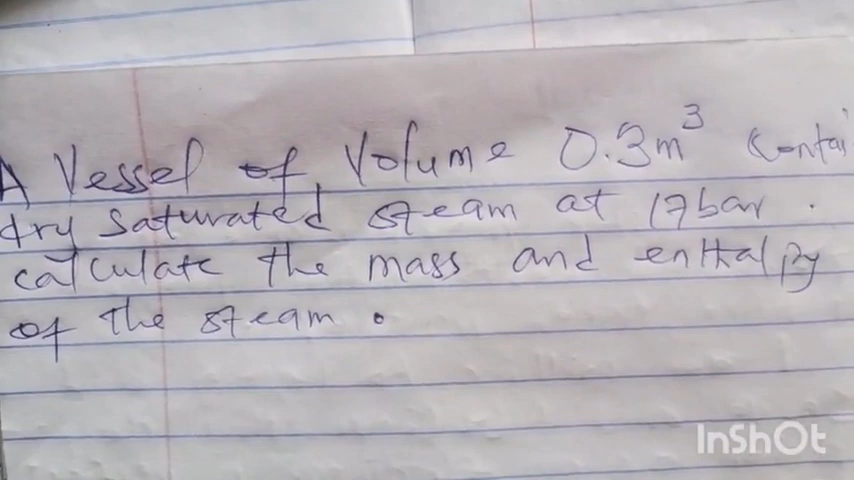 A Vessel of Volume 0.3m³ Contai
dry saturated steam at 17bar.
calculate the mass and enthalpy
of the steam.
InShOt